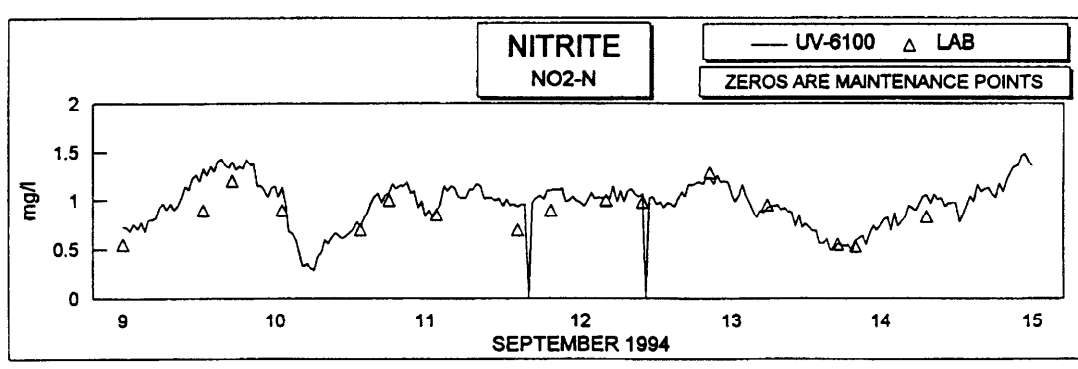 NITRITE
NO2-N
UV-6100 LAB
ZEROS ARE MAINTENANCE POINTS
2
1.5
1
0.5
0
mg/l
9 10 11 12 13 14 15
SEPTEMBER 1994